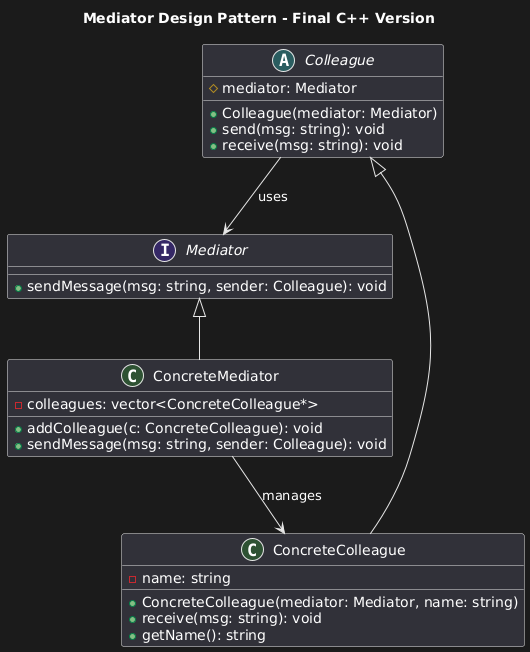 Mediator Design Pattern - Final C++ Version
A Colleague
mediator: Mediator
Colleague(mediator: Mediator)
send(msg: string): void
receive(msg: string): void
uses
I Mediator
sendMessage(msg: string, sender: Colleague): void
C ConcreteMediator
colleagues: vector<ConcreteColleague*>
addColleague(c: ConcreteColleague): void
sendMessage(msg: string, sender: Colleague): void
manages
C ConcreteColleague
name: string
ConcreteColleague(mediator: Mediator, name: string)
receive(msg: string): void
getName(): string